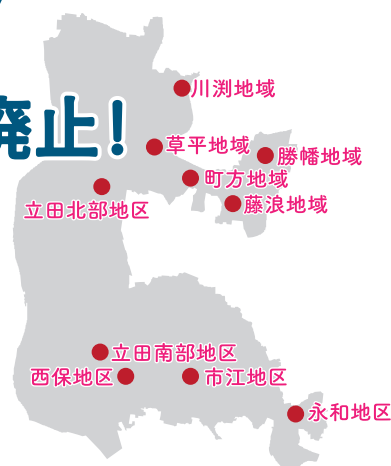 川渕地域
廃止！
草平地域
勝幡地域
町方地域
立田北部地区
藤浪地域
立田南部地区
西保地区
市江地区
永和地区